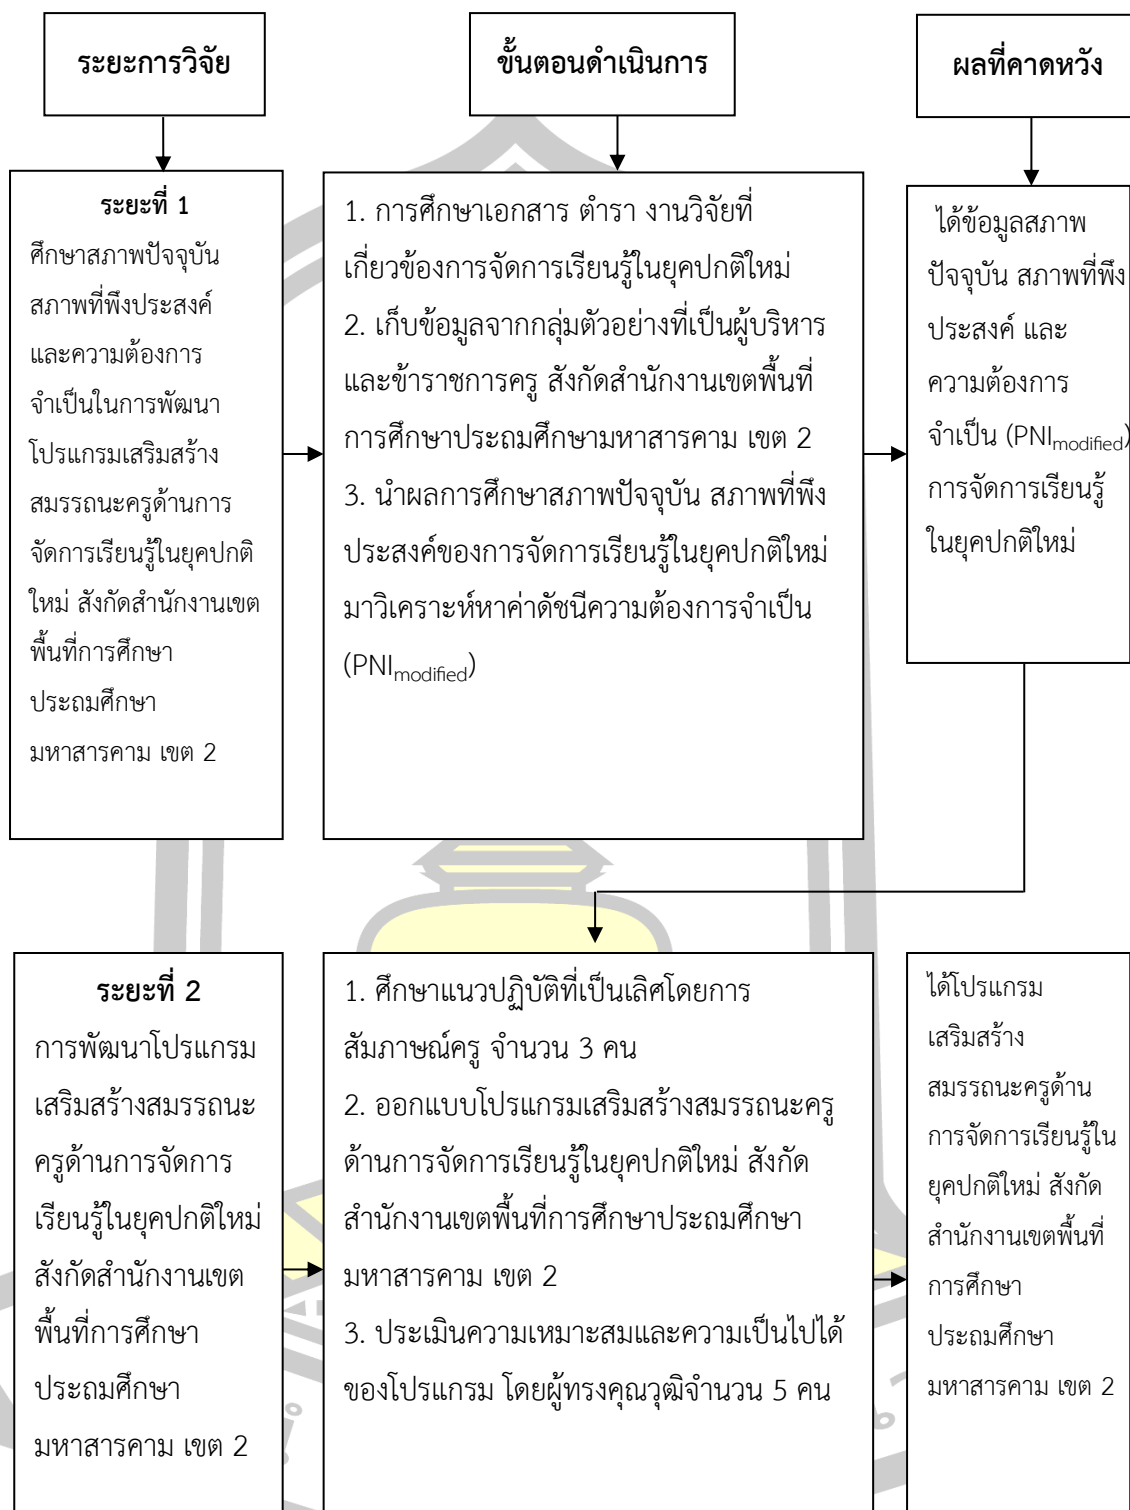 ระยะการวิจัย
ขั้นตอนดำเนินการ
ผลที่คาดหวัง
ระยะที่ 1
ศึกษาสภาพปัจจุบัน
สภาพที่พึงประสงค์
และความต้องการ
จำเป็นในการพัฒนา
โปรแกรมเสริมสร้าง
สมรรถนะครูด้านการ
จัดการเรียนรู้ในยุคปกติ
ใหม่ สังกัดสำนักงานเขต
พื้นที่การศึกษา
ประถมศึกษา
มหาสารคาม เขต 2
1. การศึกษาเอกสาร ตำรา งานวิจัยที่
เกี่ยวข้องการจัดการเรียนรู้ในยุคปกติใหม่
2. เก็บข้อมูลจากกลุ่มตัวอย่างที่เป็นผู้บริหาร
และข้าราชการครู สังกัดสำนักงานเขตพื้นที่
การศึกษาประถมศึกษามหาสารคาม เขต 2
3. นำผลการศึกษาสภาพปัจจุบัน สภาพที่พึง
ประสงค์ของการจัดการเรียนรู้ในยุคปกติใหม่
มาวิเคราะห์หาค่าดัชนีความต้องการจำเป็น
(PNImodified)
ได้ข้อมูลสภาพ
ปัจจุบัน สภาพที่พึง
ประสงค์ และ
ความต้องการ
จำเป็น (PNImodified)
การจัดการเรียนรู้
ในยุคปกติใหม่
ระยะที่ 2
การพัฒนาโปรแกรม
เสริมสร้างสมรรถนะ
ครูด้านการจัดการ
เรียนรู้ในยุคปกติใหม่
สังกัดสำนักงานเขต
พื้นที่การศึกษา
ประถมศึกษา
มหาสารคาม เขต 2
1. ศึกษาแนวปฏิบัติที่เป็นเลิศโดยการ
สัมภาษณ์ครู จำนวน 3 คน
2. ออกแบบโปรแกรมเสริมสร้างสมรรถนะครู
ด้านการจัดการเรียนรู้ในยุคปกติใหม่ สังกัด
สำนักงานเขตพื้นที่การศึกษาประถมศึกษา
มหาสารคาม เขต 2
3. ประเมินความเหมาะสมและความเป็นไปได้
ของโปรแกรม โดยผู้ทรงคุณวุฒิจำนวน 5 คน
ได้โปรแกรม
เสริมสร้าง
สมรรถนะครูด้าน
การจัดการเรียนรู้ใน
ยุคปกติใหม่ สังกัด
สำนักงานเขตพื้นที่
การศึกษา
ประถมศึกษา
มหาสารคาม เขต 2